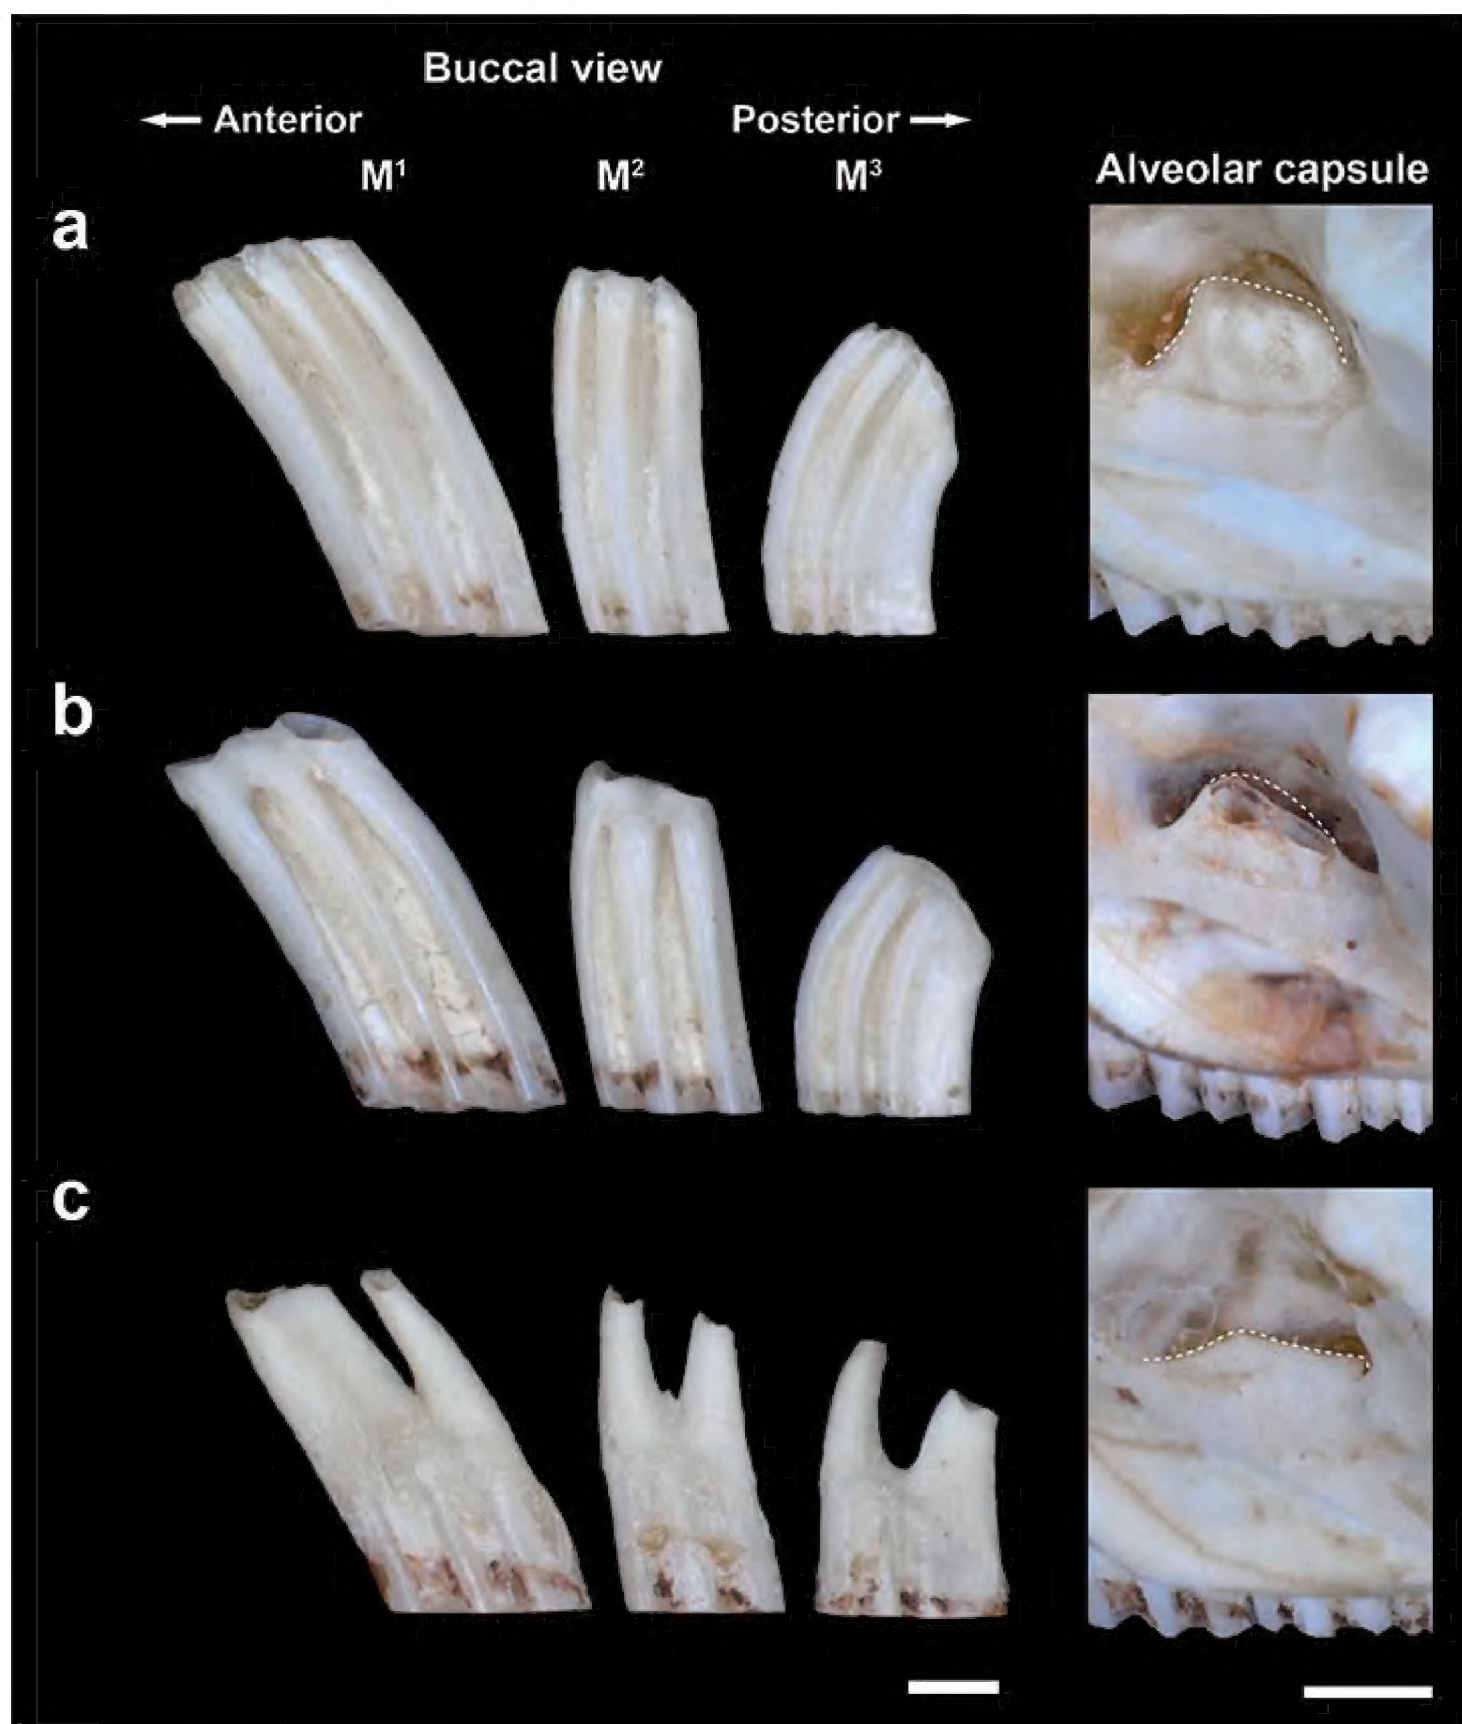 Buccal view
← Anterior Posterior →
M¹ M² M³ Alveolar capsule
a
b
c